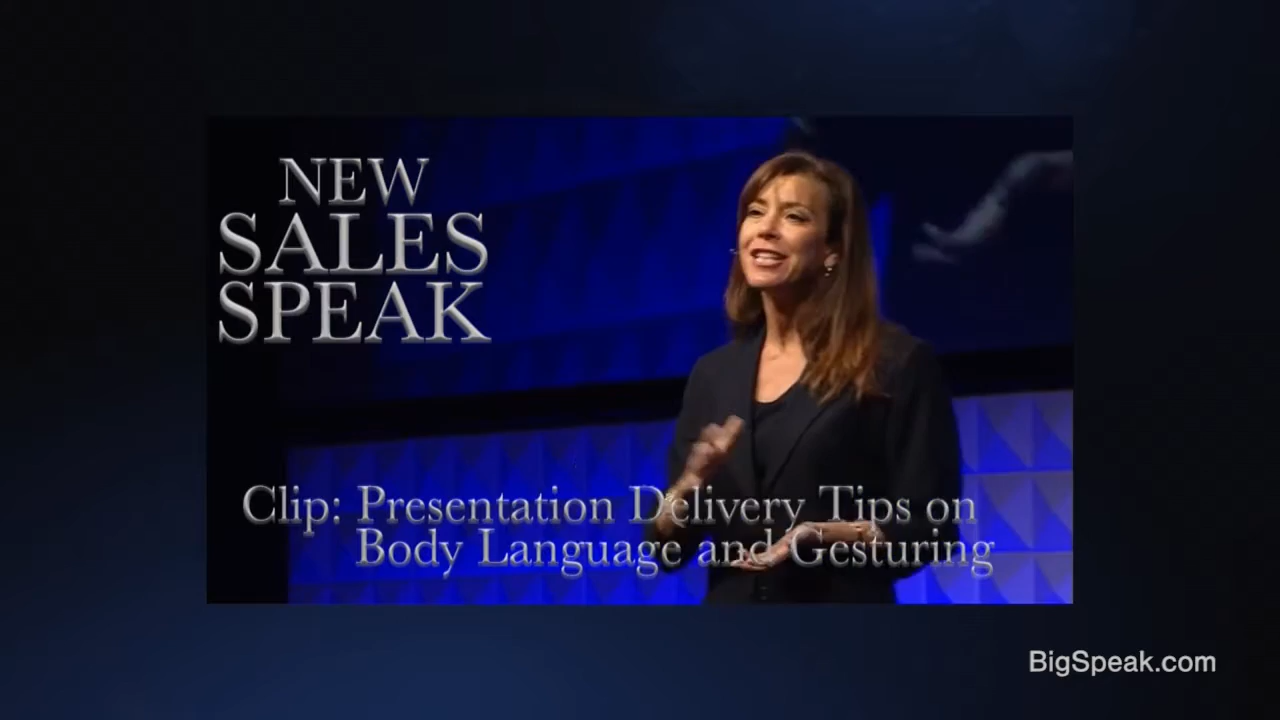 NEW
SALES
SPEAK
Clip: Presentation Delivery Tips on
Body Language and Gesturing
BigSpeak.com